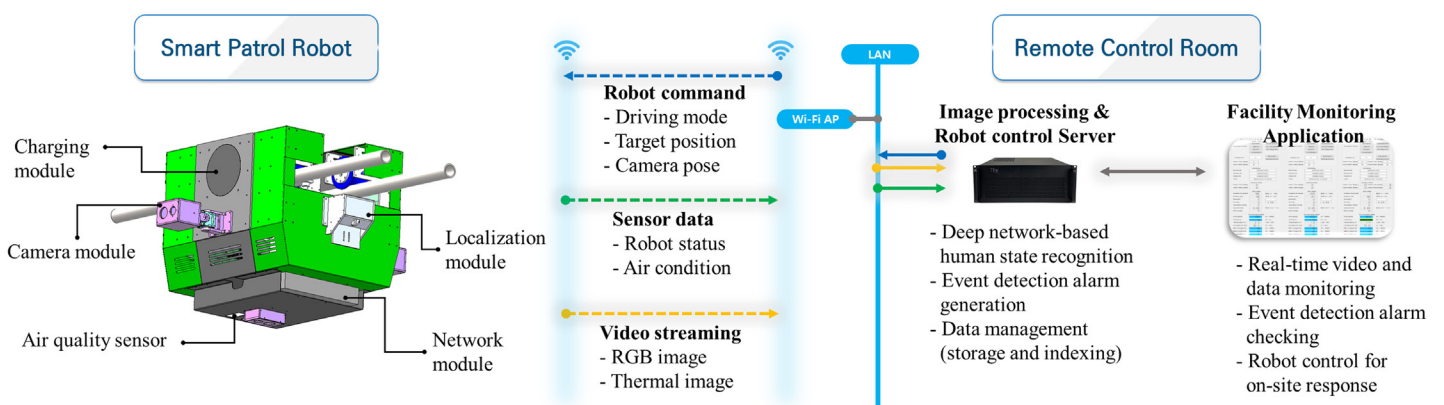 Smart Patrol Robot
Charging
module
Camera module
Air quality sensor
Localization
module
Network
module
Robot command
- Driving mode
- Target position
- Camera pose
Sensor data
- Robot status
- Air condition
Video streaming
- RGB image
- Thermal image
LAN
Wi-Fi AP
Remote Control Room
Image processing &
Robot control Server
- Deep network-based
human state recognition
- Event detection alarm
generation
- Data management
(storage and indexing)
Facility Monitoring
Application
- Real-time video and
data monitoring
- Event detection alarm
checking
- Robot control for
on-site response